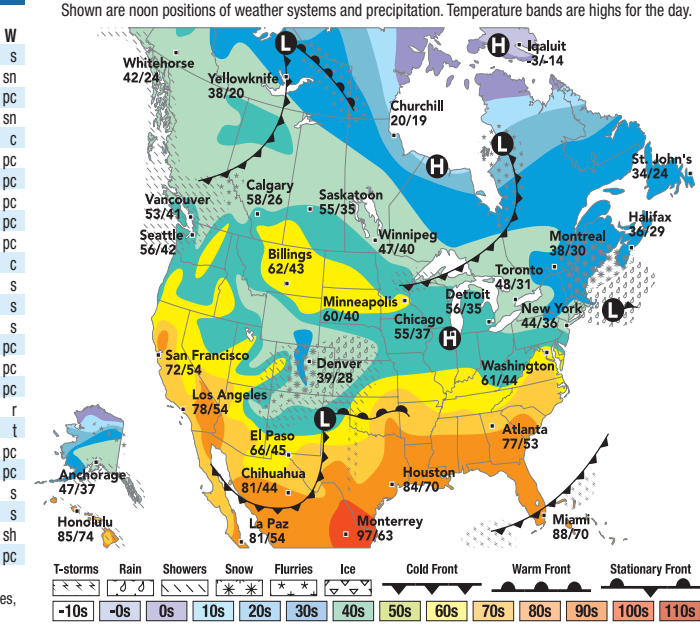 Shown are noon positions of weather systems and precipitation. Temperature bands are highs for the day.
W
s
sn
pc
sn
c
pc
pc
pc
pc
pc
c
s
s
s
pc
pc
pc
r
t
pc
pc
s
s
sh
pc
es,
L
H
Iqaluit
-3/-14
Whitehorse
42/24
Yellowknife
38/20
Churchill
20/19
L
H
St. John's
34/24
Calgary
58/26
Saskatoon
55/35
Vancouver
53/41
Halifax
36/29
Seattle
56/42
Winnipeg
47/40
Montreal
38/30
Billings
62/43
Toronto
48/31
Minneapolis
60/40
Detroit
56/35
New York
44/36
L
Chicago
55/37
H
San Francisco
72/54
Denver
39/28
Washington
61/44
Los Angeles
78/54
L
El Paso
66/45
Atlanta
77/53
Anchorage
47/37
Chihuahua
81/44
Houston
84/70
Honolulu
85/74
La Paz
81/54
Monterrey
97/63
Miami
88/70
T-storms Rain Showers Snow Flurries Ice Cold Front Warm Front Stationary Front
-10s -0s 0s 10s 20s 30s 40s 50s 60s 70s 80s 90s 100s 110s